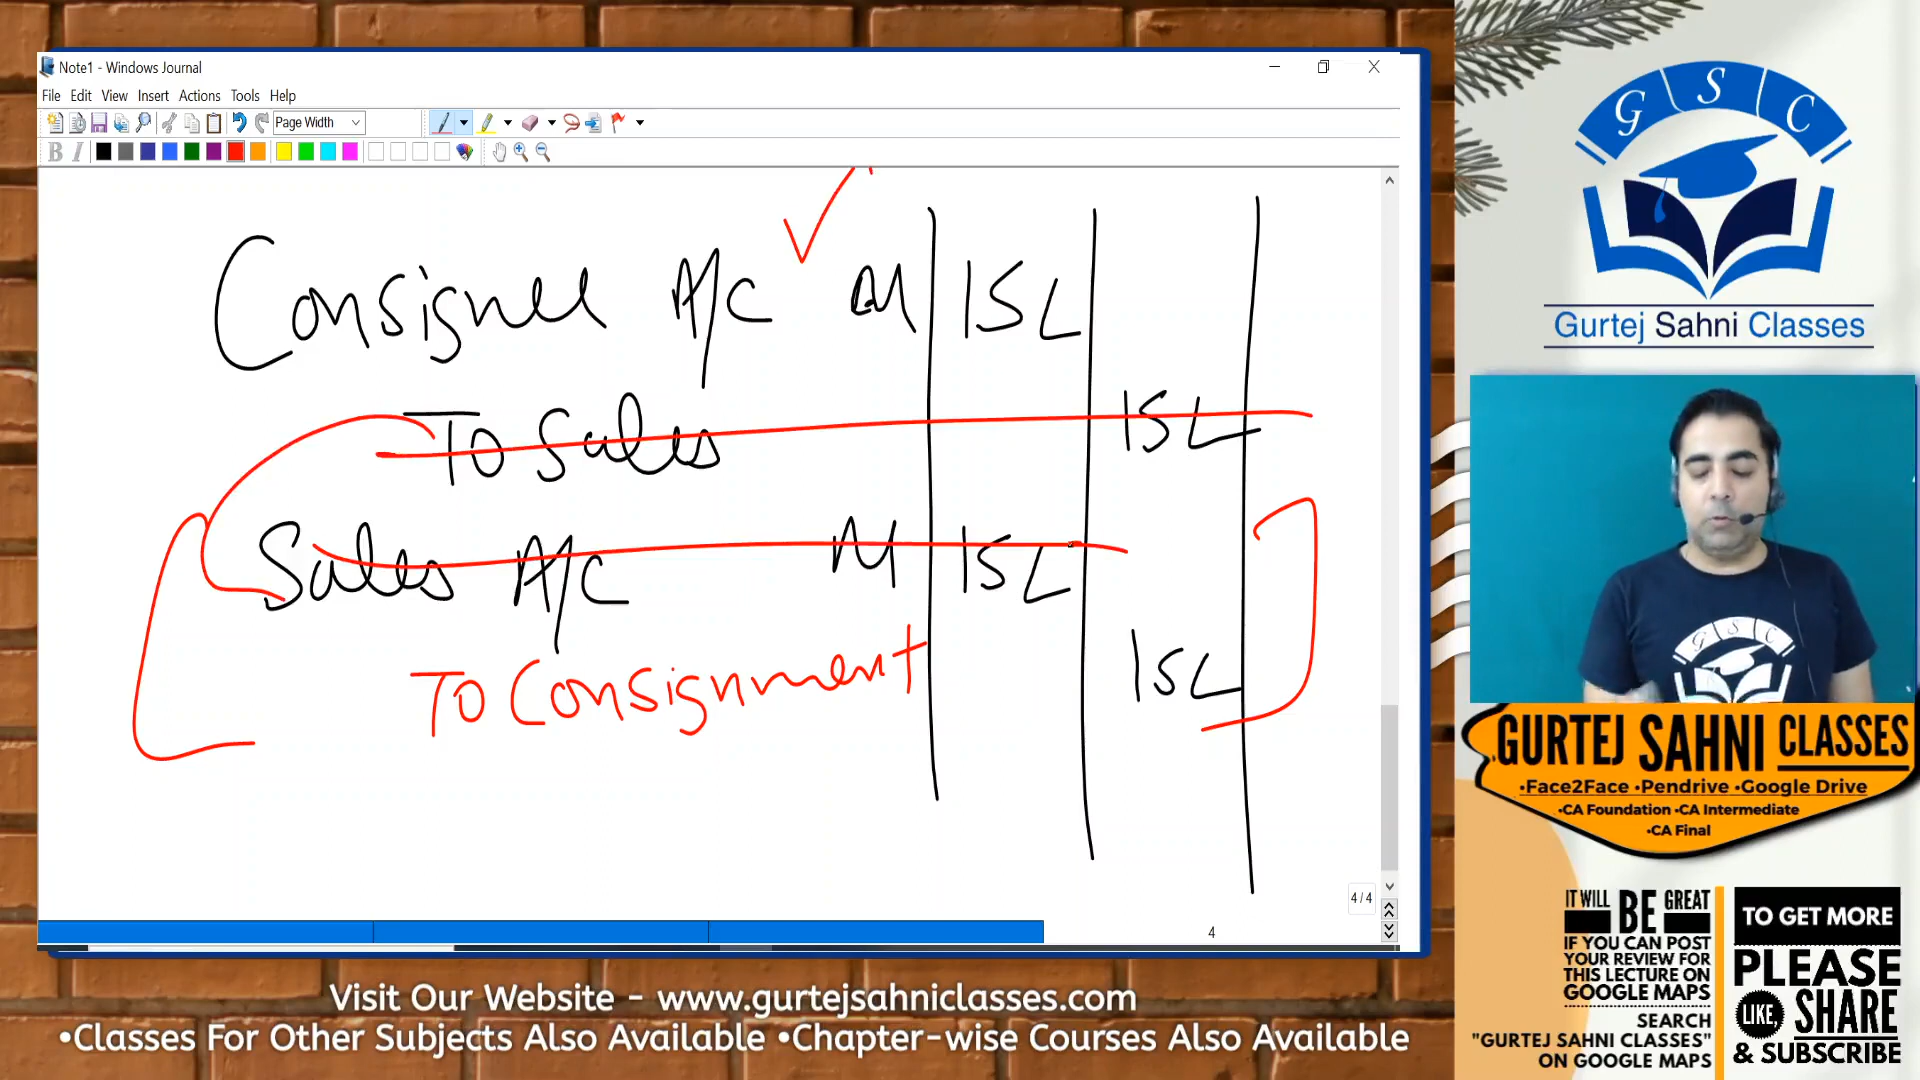 Note1 - Windows Journal
File Edit View Insert Actions Tools Help
Page Width
B I
Consignee A/C M 15L
To Sales 15L
Sales A/C M 15L
To Consignment 15L
4 / 4
4
G S C
Gurtej Sahni Classes
G S C
GURTEJ SAHNI CLASSES
•Face2Face •Pendrive •Google Drive
•CA Foundation •CA Intermediate
•CA Final
IT WILL BE GREAT
IF YOU CAN POST
YOUR REVIEW FOR
THIS LECTURE ON
GOOGLE MAPS
SEARCH
"GURTEJ SAHNI CLASSES"
ON GOOGLE MAPS
TO GET MORE
PLEASE
LIKE, SHARE
& SUBSCRIBE
Visit Our Website - www.gurtejsahniclasses.com
•Classes For Other Subjects Also Available •Chapter-wise Courses Also Available